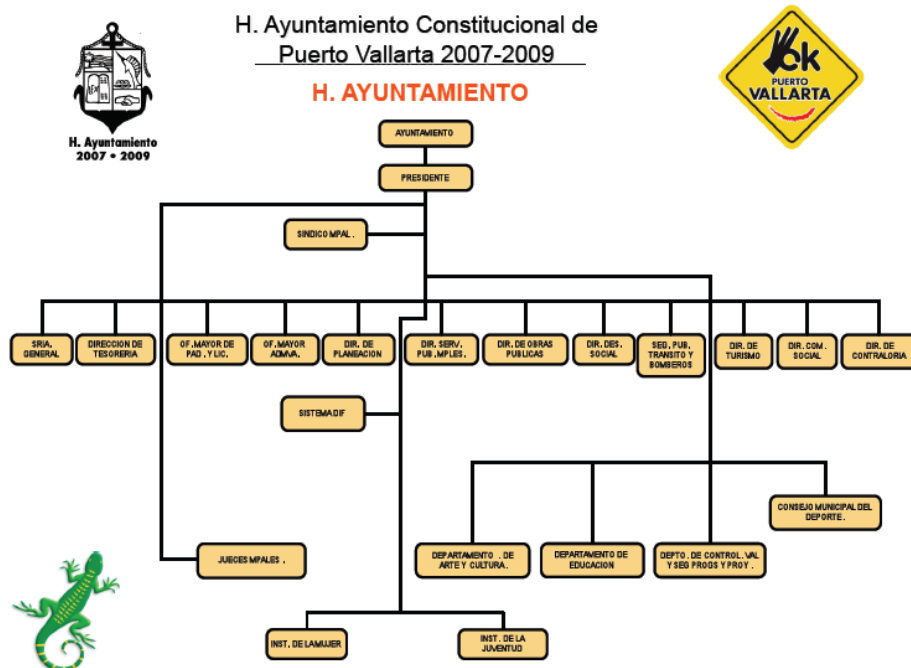 H. Ayuntamiento Constitucional de
Puerto Vallarta 2007-2009
H. AYUNTAMIENTO
H. Ayuntamiento
2007 • 2009
ok
PUERTO
VALLARTA
AYUNTAMIENTO
PRESIDENTE
SINDICO MPAL .
SRIA.
GENERAL
DIRECCION DE
TESORERIA
OF. MAYOR DE
PAD . Y LIC.
OF. MAYOR
ADMVA.
DIR. DE
PLANEACION
DIR. SERV.
PUB .MPLES.
DIR. DE OBRAS
PUBLICAS
DIR. DES.
SOCIAL
SEG. PUB.
TRANSITO Y
BOMBEROS
DIR. DE
TURISMO
DIR. COM.
SOCIAL
DIR. DE
CONTRALORIA
SISTEMA DIF
CONSEJO MUNICIPAL DEL
DEPORTE .
JUECES MPALES .
DEPARTAMENTO . DE
ARTE Y CULTURA.
DEPARTAMENTO DE
EDUCACION
DEPTO. DE CONTROL. VAL
Y SEG PROGS Y PROY .
INST. DE LAMUJER
INST. DE LA
JUVENTUD